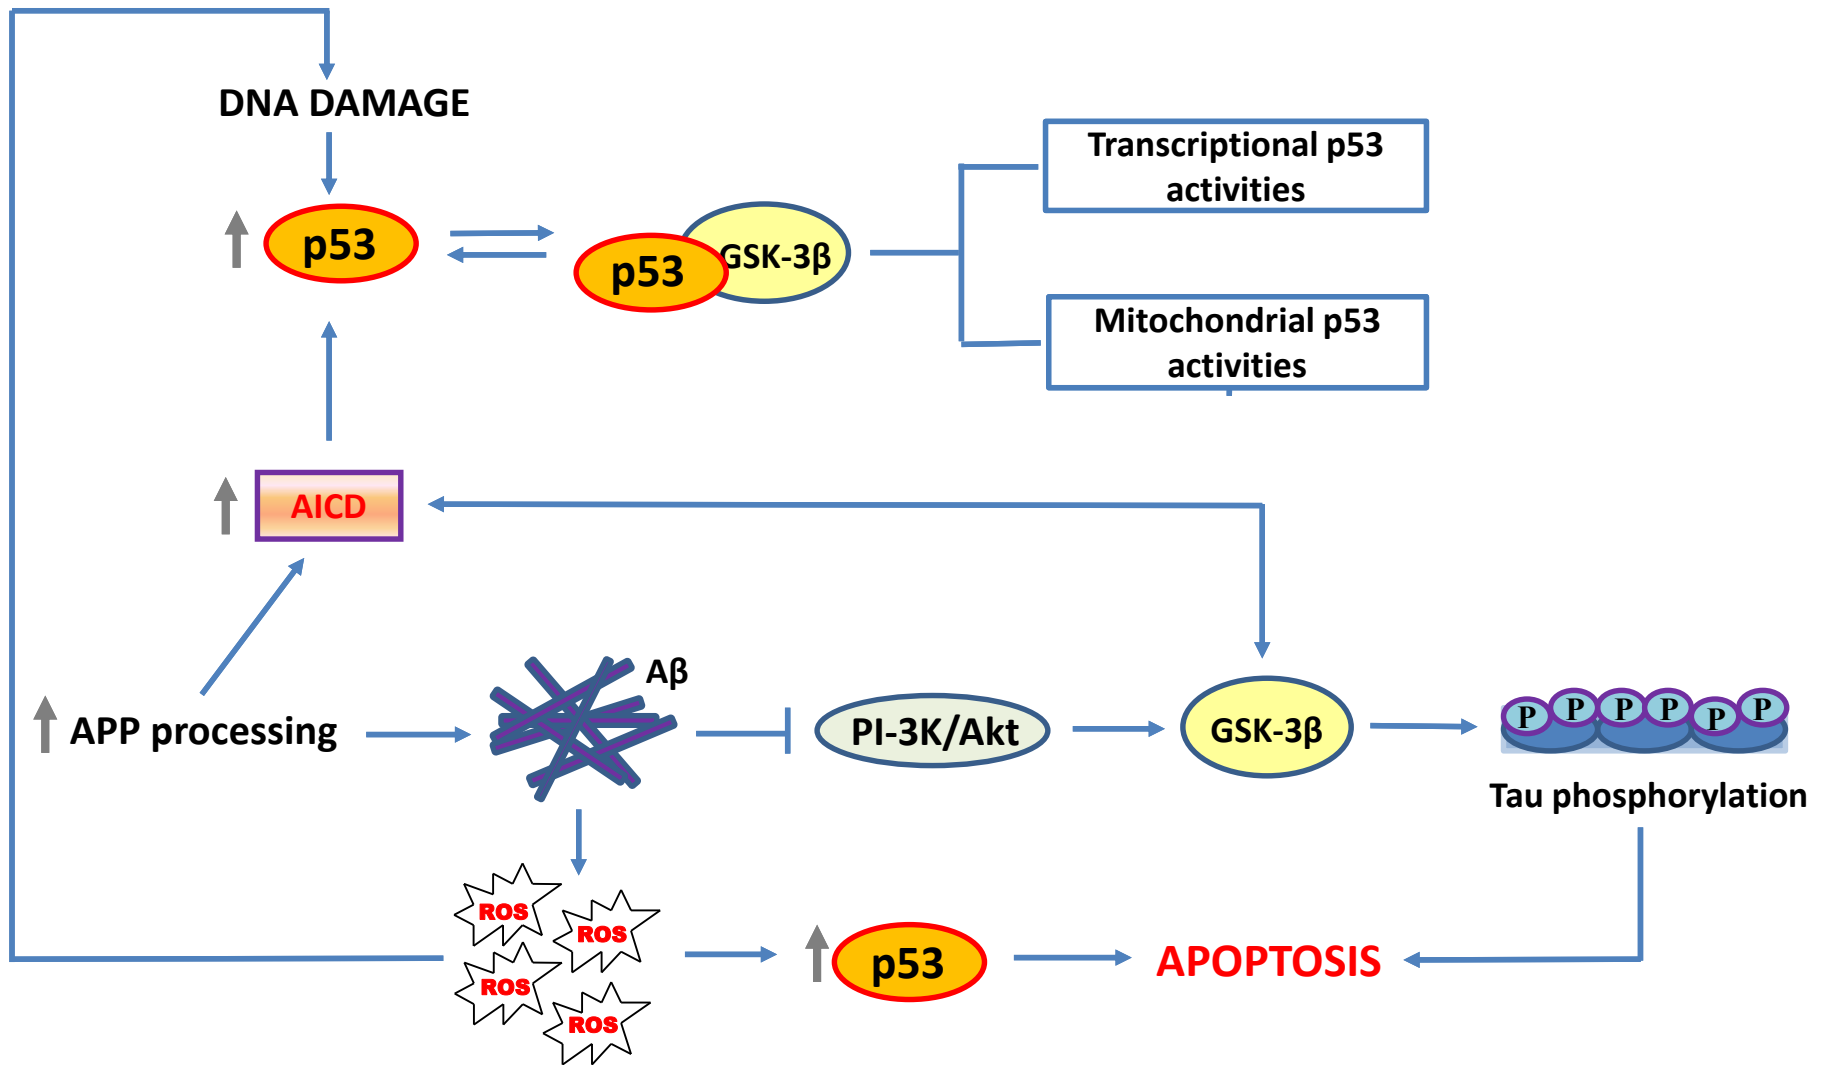 DNA DAMAGE
Transcriptional p53
activities
p53
p53
GSK-3β
Mitochondrial p53
activities
AICD
Aβ
APP processing
PI-3K/Akt
GSK-3β
P P P P P P
Tau phosphorylation
ROS
ROS
ROS
ROS
p53
APOPTOSIS